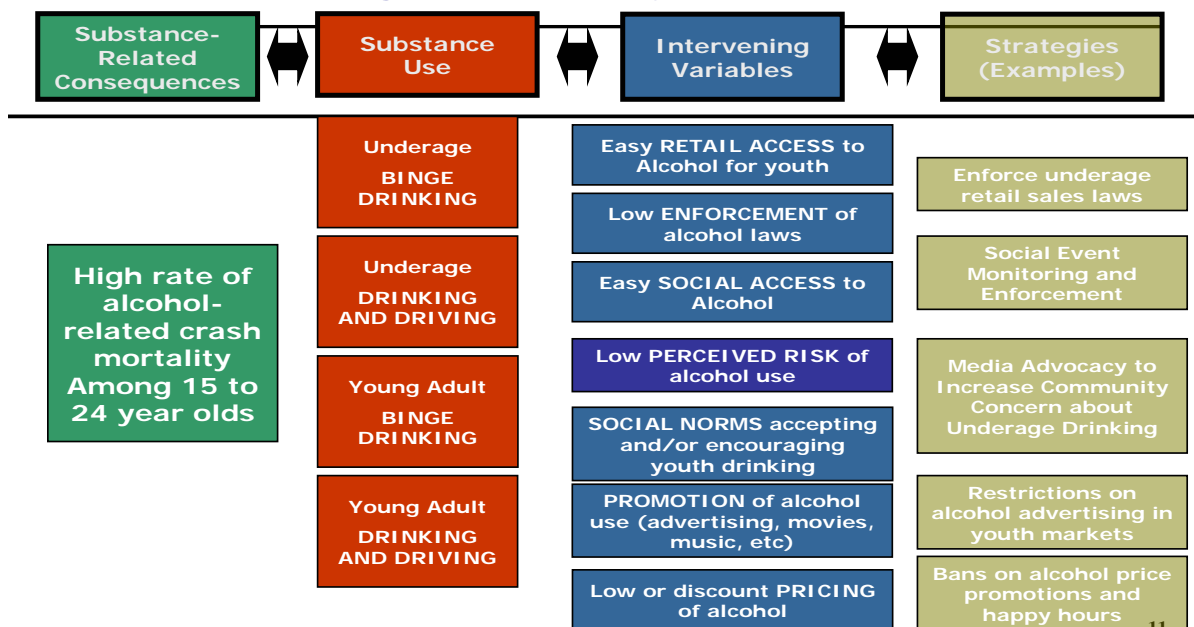 Substance-
Related
Consequences
Substance
Use
Intervening
Variables
Strategies
(Examples)
High rate of
alcohol-
related crash
mortality
Among 15 to
24 year olds
Underage
BINGE
DRINKING
Underage
DRINKING
AND DRIVING
Young Adult
BINGE
DRINKING
Young Adult
DRINKING
AND DRIVING
Easy RETAIL ACCESS to
Alcohol for youth
Low ENFORCEMENT of
alcohol laws
Easy SOCIAL ACCESS to
Alcohol
Low PERCEIVED RISK of
alcohol use
SOCIAL NORMS accepting
and/or encouraging
youth drinking
PROMOTION of alcohol
use (advertising, movies,
music, etc)
Low or discount PRICING
of alcohol
Enforce underage
retail sales laws
Social Event
Monitoring and
Enforcement
Media Advocacy to
Increase Community
Concern about
Underage Drinking
Restrictions on
alcohol advertising in
youth markets
Bans on alcohol price
promotions and
happy hours